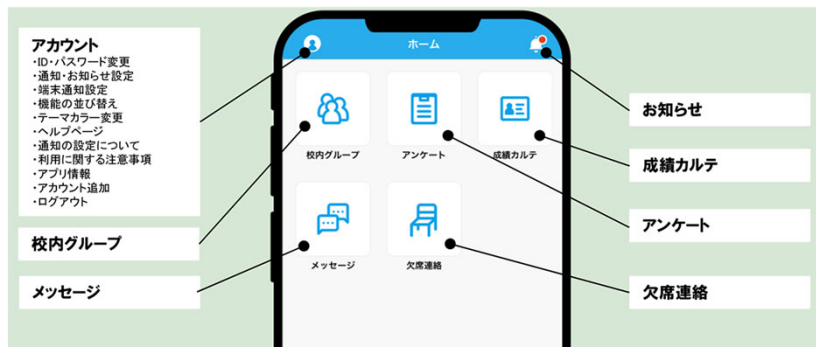 アカウント
・ID・パスワード変更
・通知・お知らせ設定
・端末通知設定
・機能の並び替え
・テーマカラー変更
・ヘルプページ
・通知の設定について
・利用に関する注意事項
・アプリ情報
・アカウント追加
・ログアウト
校内グループ
メッセージ
ホーム
校内グループ
アンケート
成績カルテ
メッセージ
欠席連絡
お知らせ
成績カルテ
アンケート
欠席連絡